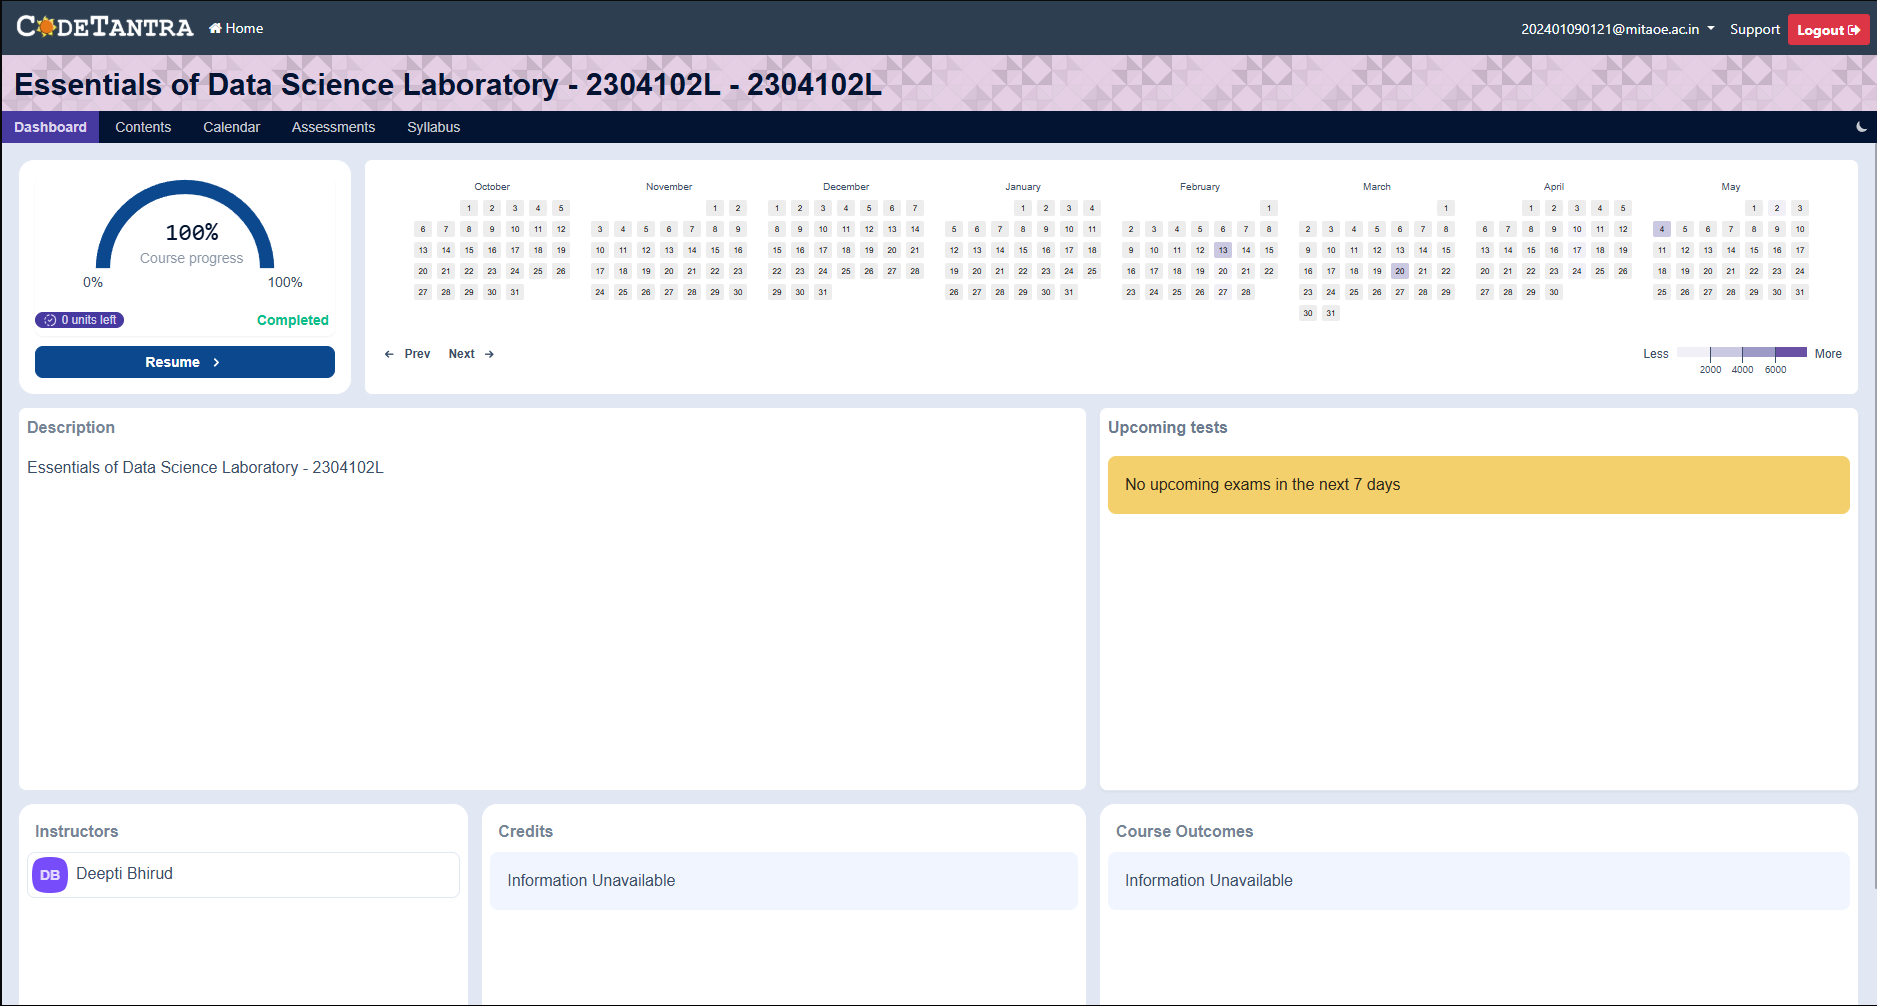 CODETANTRA Home 202401090121@mitaoe.ac.in Support Logout
Essentials of Data Science Laboratory - 2304102L - 2304102L
Dashboard Contents Calendar Assessments Syllabus
100%
Course progress
0% 100%
0 units left Completed
Resume
October
1 2 3 4 5
6 7 8 9 10 11 12
13 14 15 16 17 18 19
20 21 22 23 24 25 26
27 28 29 30 31
November
1 2
3 4 5 6 7 8 9
10 11 12 13 14 15 16
17 18 19 20 21 22 23
24 25 26 27 28 29 30
December
1 2 3 4 5 6 7
8 9 10 11 12 13 14
15 16 17 18 19 20 21
22 23 24 25 26 27 28
29 30 31
January
1 2 3 4
5 6 7 8 9 10 11
12 13 14 15 16 17 18
19 20 21 22 23 24 25
26 27 28 29 30 31
February
1
2 3 4 5 6 7 8
9 10 11 12 13 14 15
16 17 18 19 20 21 22
23 24 25 26 27 28
March
1
2 3 4 5 6 7 8
9 10 11 12 13 14 15
16 17 18 19 20 21 22
23 24 25 26 27 28 29
30 31
April
1 2 3 4 5
6 7 8 9 10 11 12
13 14 15 16 17 18 19
20 21 22 23 24 25 26
27 28 29 30
May
1 2 3
4 5 6 7 8 9 10
11 12 13 14 15 16 17
18 19 20 21 22 23 24
25 26 27 28 29 30 31
← Prev Next →
Less More
2000 4000 6000
Description
Essentials of Data Science Laboratory - 2304102L
Upcoming tests
No upcoming exams in the next 7 days
Instructors
DB Deepti Bhirud
Credits
Information Unavailable
Course Outcomes
Information Unavailable